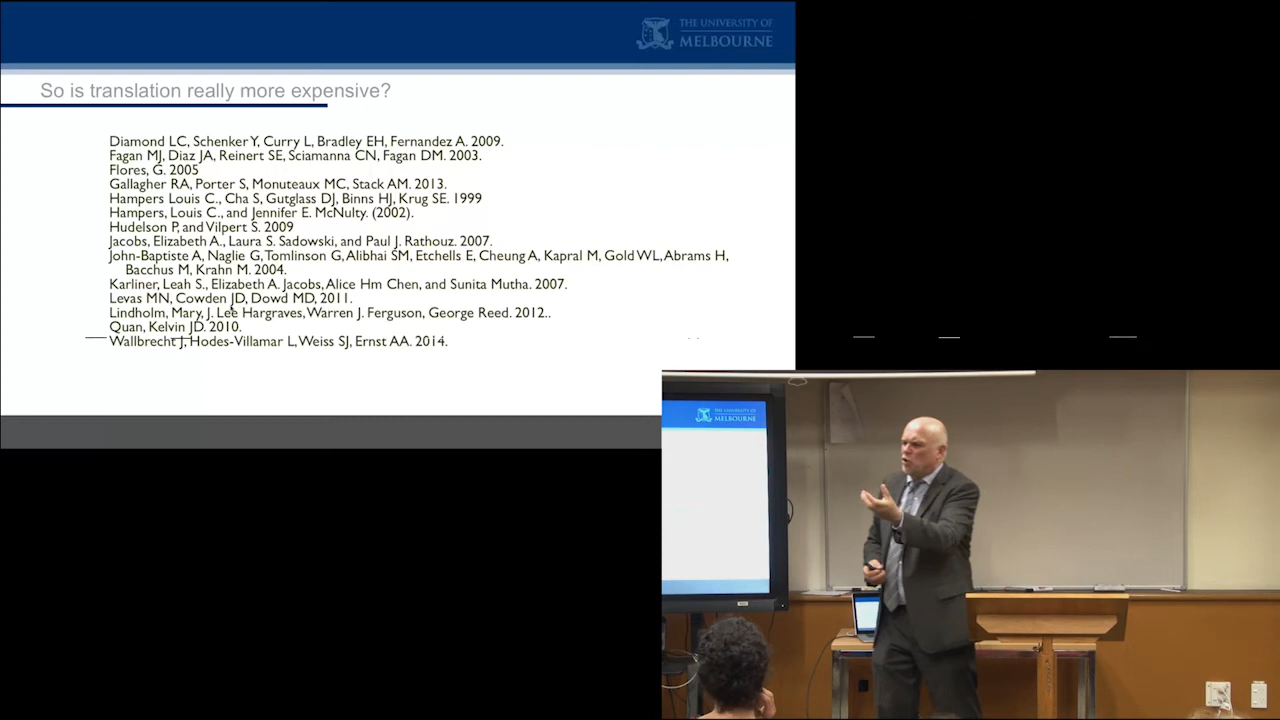 THE UNIVERSITY OF
MELBOURNE
So is translation really more expensive?
Diamond LC, Schenker Y, Curry L, Bradley EH, Fernandez A. 2009.
Fagan MJ, Diaz JA, Reinert SE, Sciamanna CN, Fagan DM. 2003.
Flores, G. 2005
Gallagher RA, Porter S, Monuteaux MC, Stack AM. 2013.
Hampers Louis C., Cha S, Gutglass DJ, Binns HJ, Krug SE. 1999
Hampers, Louis C., and Jennifer E. McNulty. (2002).
Hudelson P, and Vilpert S. 2009
Jacobs, Elizabeth A., Laura S. Sadowski, and Paul J. Rathouz. 2007.
John-Baptiste A, Naglie G, Tomlinson G, Alibhai SM, Etchells E, Cheung A, Kapral M, Gold WL, Abrams H,
Bacchus M, Krahn M. 2004.
Karliner, Leah S., Elizabeth A. Jacobs, Alice Hm Chen, and Sunita Mutha. 2007.
Levas MN, Cowden JD, Dowd MD, 2011.
Lindholm, Mary, J. Lee Hargraves, Warren J. Ferguson, George Reed. 2012..
Quan, Kelvin JD. 2010.
Wallbrecht J, Hodes-Villamar L, Weiss SJ, Ernst AA. 2014.
THE UNIVERSITY OF
MELBOURNE